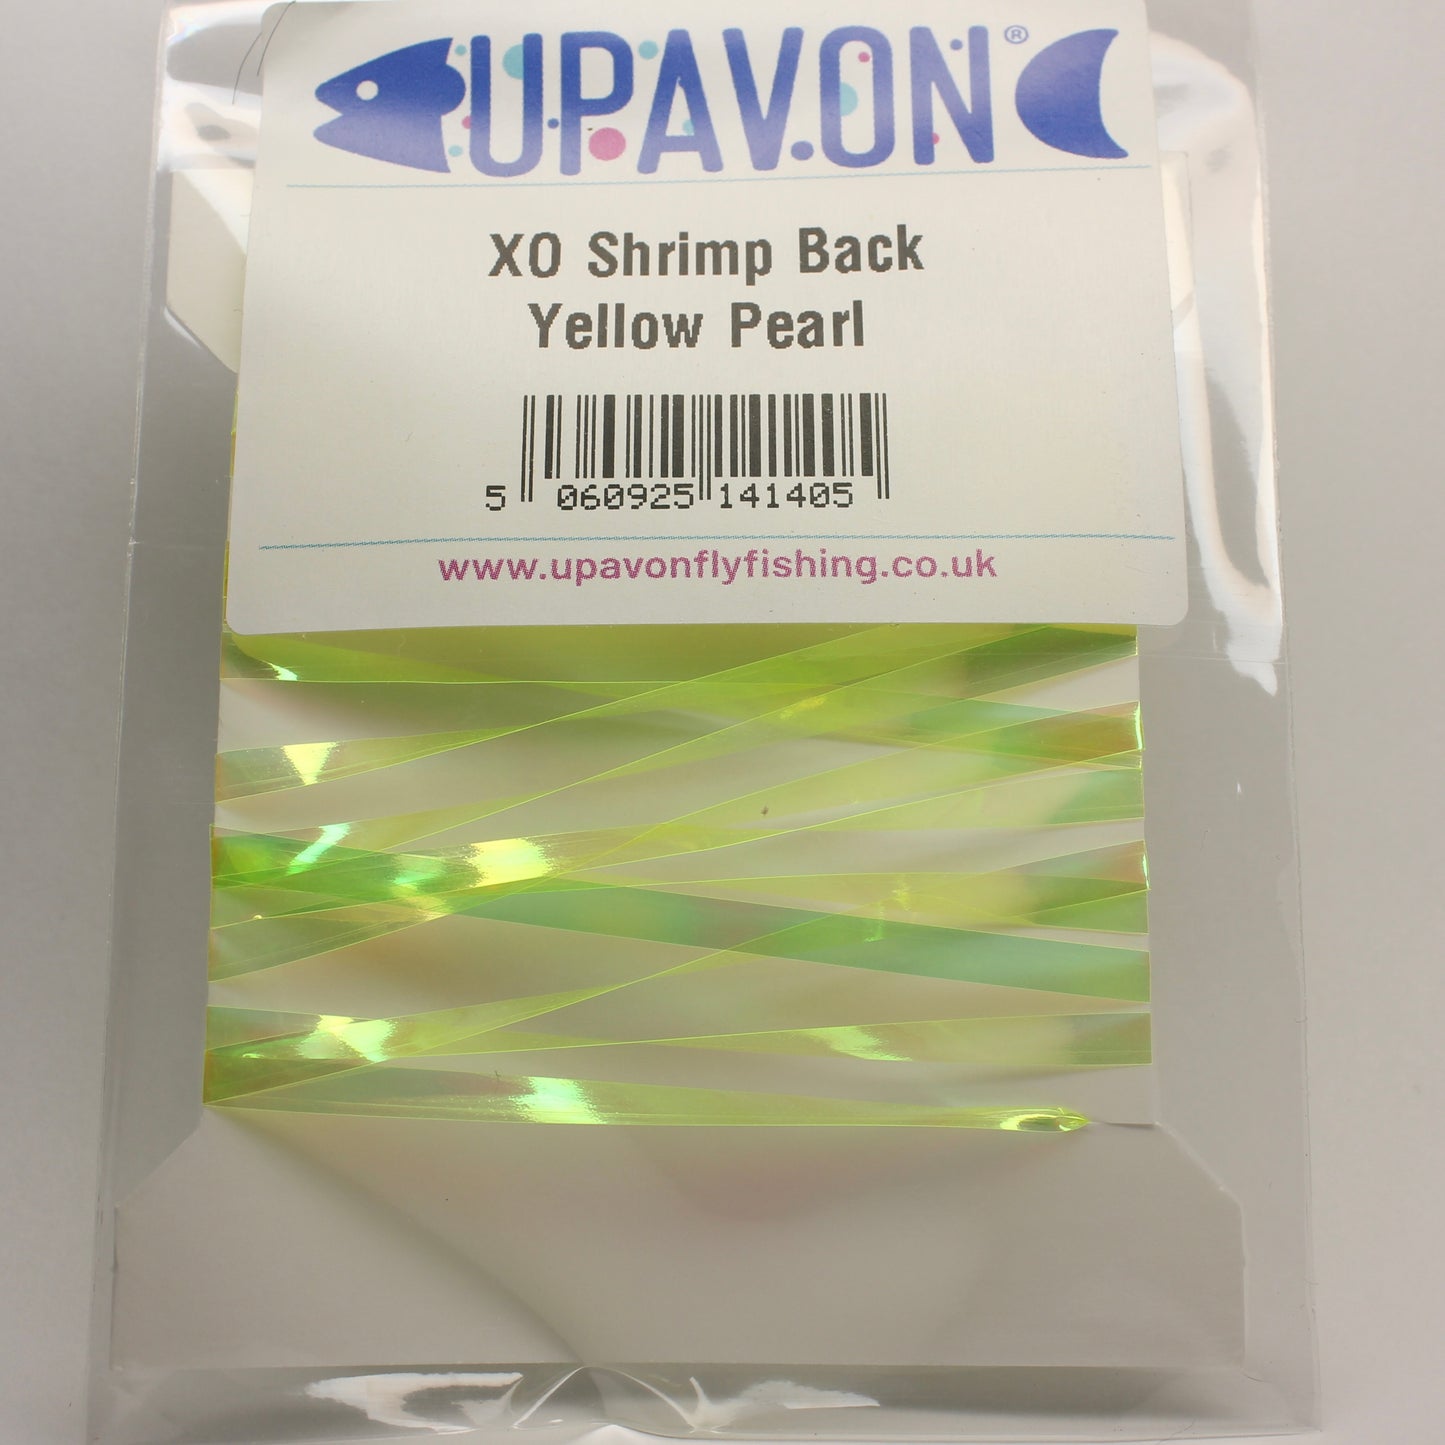 UPAVON®
XO Shrimp Back
Yellow Pearl
5 060925 141405
www.upavonflyfishing.co.uk